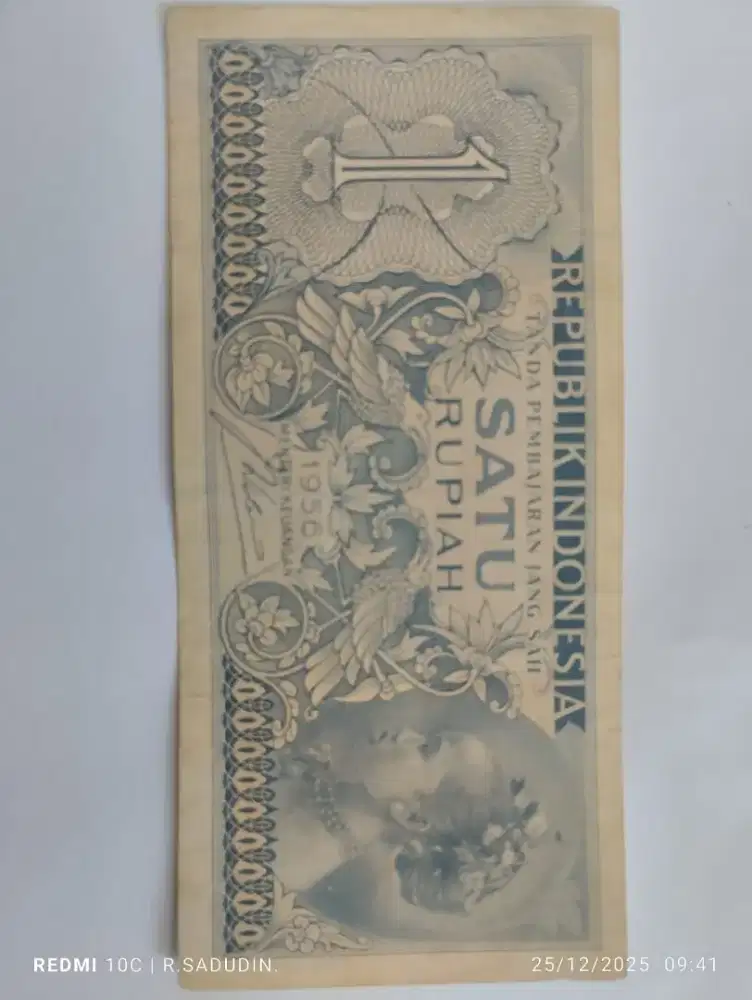 1
REPUBLIK INDONESIA
TANDA PEMBAJARAN JANG SAH
SATU
RUPIAH
1956
MENTERI KEUANGAN
REDMI 10C | R.SADUDIN.
25/12/2025 09:41